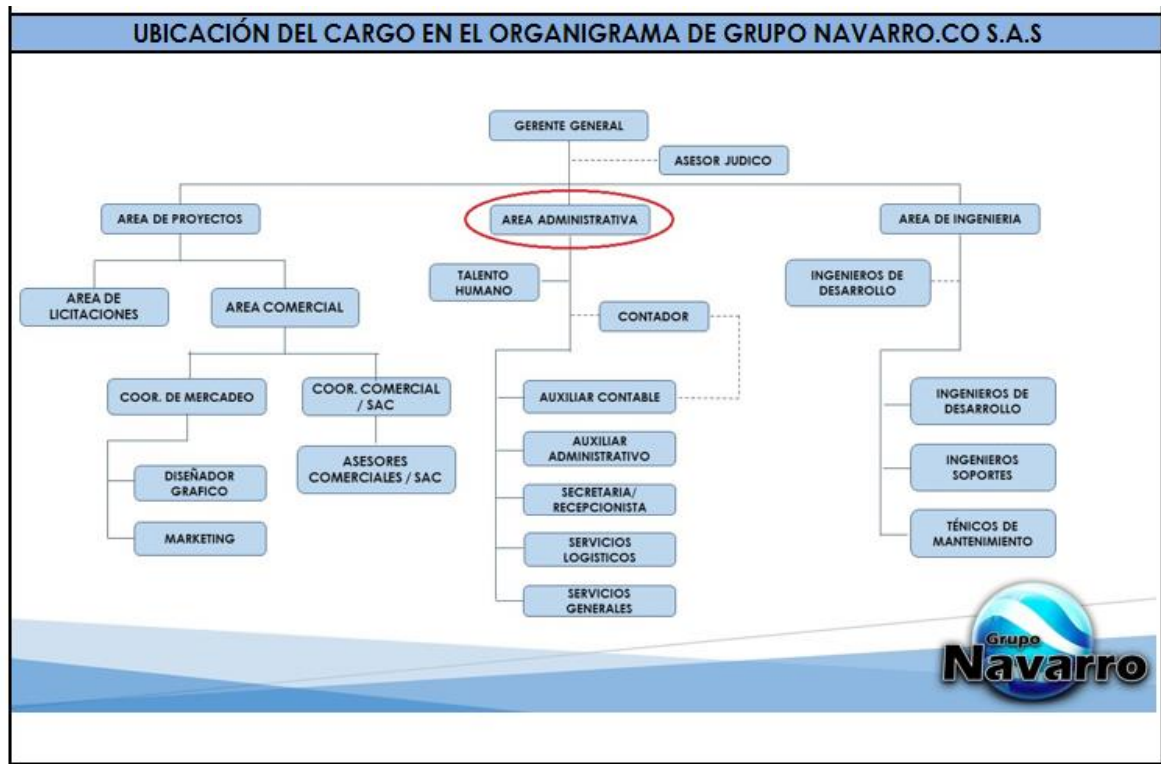 UBICACIÓN DEL CARGO EN EL ORGANIGRAMA DE GRUPO NAVARRO.CO S.A.S
GERENTE GENERAL
ASESOR JUDICO
AREA DE PROYECTOS
AREA ADMINISTRATIVA
AREA DE INGENIERIA
AREA DE
LICITACIONES
AREA COMERCIAL
COOR. DE MERCADEO
COOR. COMERCIAL
/ SAC
DISEÑADOR
GRAFICO
MARKETING
ASESORES
COMERCIALES / SAC
TALENTO
HUMANO
CONTADOR
AUXILIAR CONTABLE
AUXILIAR
ADMINISTRATIVO
SECRETARIA/
RECEPCIONISTA
SERVICIOS
LOGISTICOS
SERVICIOS
GENERALES
INGENIEROS DE
DESARROLLO
INGENIEROS DE
DESARROLLO
INGENIEROS
SOPORTES
TÉNICOS DE
MANTENIMIENTO
Grupo
Navarro